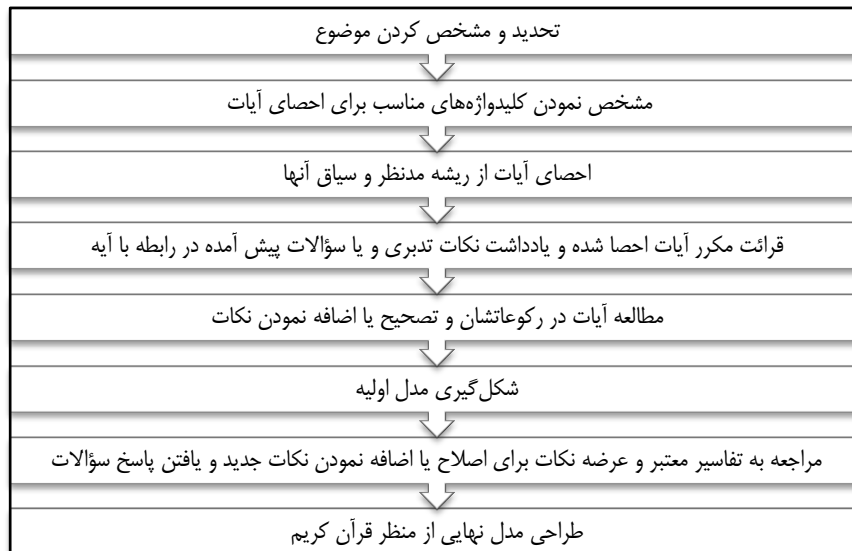 تحدید و مشخص کردن موضوع
مشخص نمودن کلیدواژه‌های مناسب برای احصای آیات
احصای آیات از ریشه مدنظر و سیاق آنها
قرائت مکرر آیات احصا شده و یادداشت نکات تدبری و یا سؤالات پیش آمده در رابطه با آیه
مطالعه آیات در رکوعاتشان و تصحیح یا اضافه نمودن نکات
شکل‌گیری مدل اولیه
مراجعه به تفاسیر معتبر و عرضه نکات برای اصلاح یا اضافه نمودن نکات جدید و یافتن پاسخ سؤالات
طراحی مدل نهایی از منظر قرآن کریم